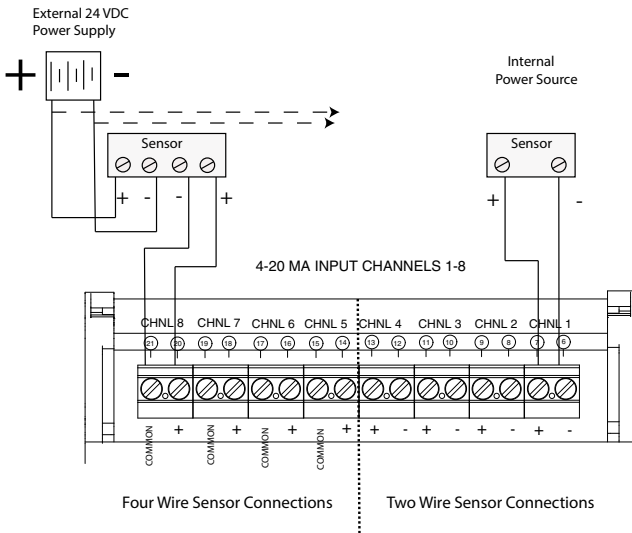 External 24 VDC
Power Supply
+ -
Internal
Power Source
Sensor
Sensor
+ - - +
+ -
4-20 MA INPUT CHANNELS 1-8
CHNL 8 CHNL 7 CHNL 6 CHNL 5 CHNL 4 CHNL 3 CHNL 2 CHNL 1
21 20 19 18 17 16 15 14 13 12 11 10 9 8 7 6
COMMON + COMMON + COMMON + COMMON + + - + - + - + -
Four Wire Sensor Connections
Two Wire Sensor Connections